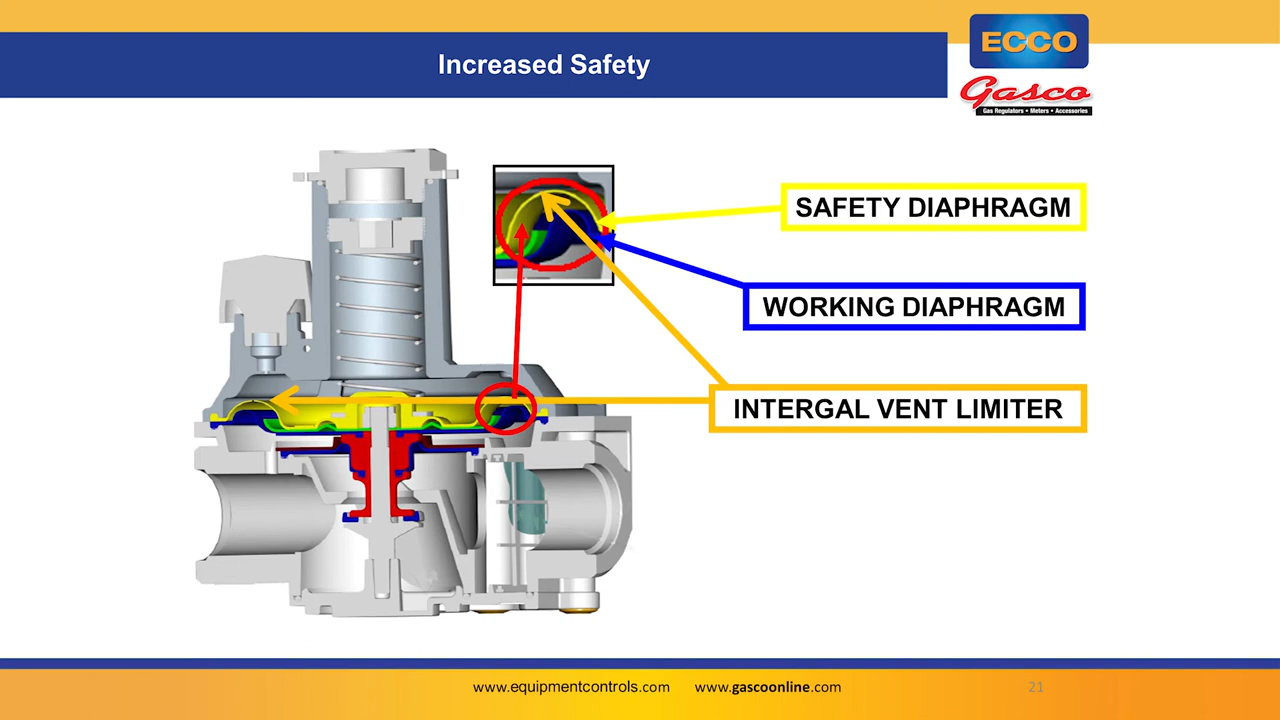 Increased Safety
ECCO
Gasco
Gas Regulators • Meters • Accessories
SAFETY DIAPHRAGM
WORKING DIAPHRAGM
INTERGAL VENT LIMITER
www.equipmentcontrols.com www.gascoonline.com
21